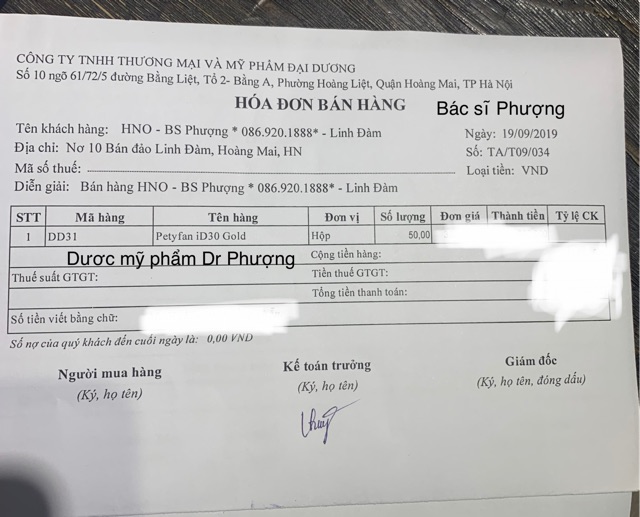 CÔNG TY TNHH THƯƠNG MẠI VÀ MỸ PHẨM ĐẠI DƯƠNG
Số 10 ngõ 61/72/5 đường Bằng Liệt, Tổ 2- Bằng A, Phường Hoàng Liệt, Quận Hoàng Mai, TP Hà Nội
HÓA ĐƠN BÁN HÀNG
Bác sĩ Phượng
Tên khách hàng: HNO - BS Phượng * 086.920.1888* - Linh Đàm
Ngày: 19/09/2019
Địa chỉ: Nơ 10 Bán đảo Linh Đàm, Hoàng Mai, HN
Số: TA/T09/034
Mã số thuế:
Loại tiền: VND
Diễn giải: Bán hàng HNO - BS Phượng * 086.920.1888* - Linh Đàm
STT Mã hàng Tên hàng Đơn vị Số lượng Đơn giá Thành tiền Tỷ lệ CK
1 DD31 Petyfan iD30 Gold Hộp 50,00
Dược mỹ phẩm Dr Phượng
Cộng tiền hàng:
Thuế suất GTGT:
Tiền thuế GTGT:
Tổng tiền thanh toán:
Số tiền viết bằng chữ:
Số nợ của quý khách đến cuối ngày là: 0,00 VND
Người mua hàng Kế toán trưởng Giám đốc
(Ký, họ tên) (Ký, họ tên) (Ký, họ tên, đóng dấu)